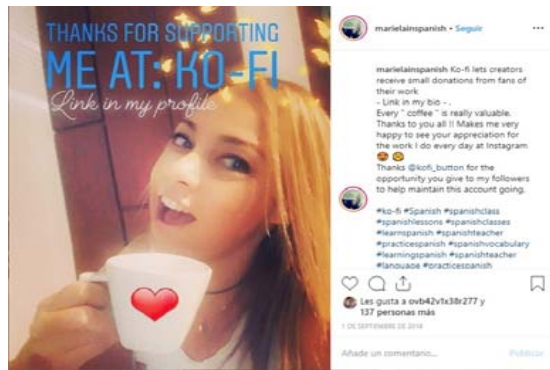 THANKS FOR SUPPORTING
ME AT: KO-FI
Link in my profile
marielainspanish • Seguir
marielainspanish Ko-fi lets creators
receive small donations from fans of
their work
- Link in my bio - .
Every " coffee " is really valuable.
Thanks to you all !! Makes me very
happy to see your appreciation for
the work I do every day at Instagram
Thanks @kofi_button for the
opportunity you give to my followers
to help maintain this account going.
#ko-fi #Spanish #spanishclass
#spanishlessons #spanishclasses
#learnspanish #spanishteacher
#practicespanish #spanishvocabulary
#learningspanish #spanishteacher
#language #practicespanish
Les gusta a ovb42v1x38r277 y
137 personas más
1 DE SEPTIEMBRE DE 2018
Añade un comentario...
Publicar